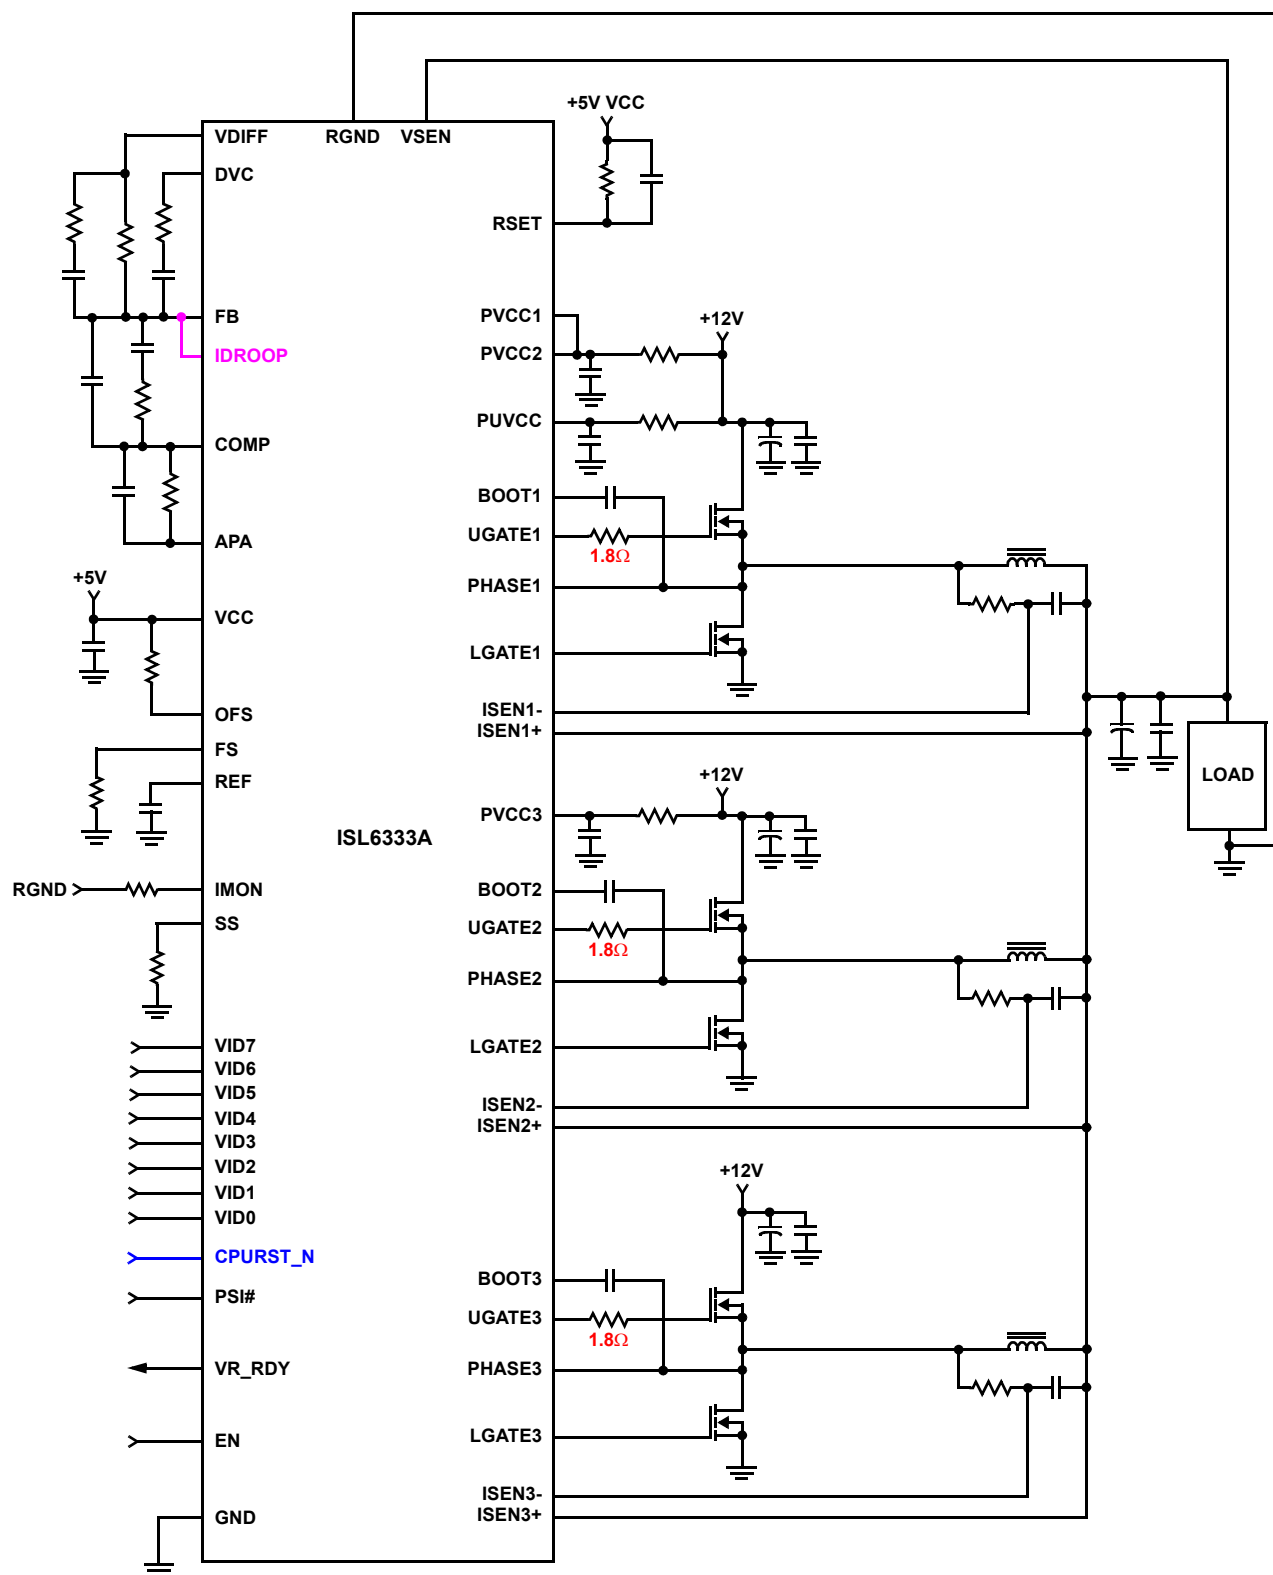 +5V VCC
VDIFF
RGND
VSEN
DVC
RSET
FB
IDROOP
PVCC1
+12V
PVCC2
PUVCC
COMP
BOOT1
UGATE1
1.8Ω
APA
+5V
PHASE1
VCC
LGATE1
OFS
ISEN1-
ISEN1+
FS
REF
+12V
LOAD
PVCC3
ISL6333A
RGND
IMON
BOOT2
SS
UGATE2
1.8Ω
PHASE2
VID7
LGATE2
VID6
VID5
VID4
ISEN2-
ISEN2+
VID3
VID2
+12V
VID1
VID0
CPURST_N
BOOT3
PSI#
UGATE3
1.8Ω
VR_RDY
PHASE3
EN
LGATE3
ISEN3-
ISEN3+
GND